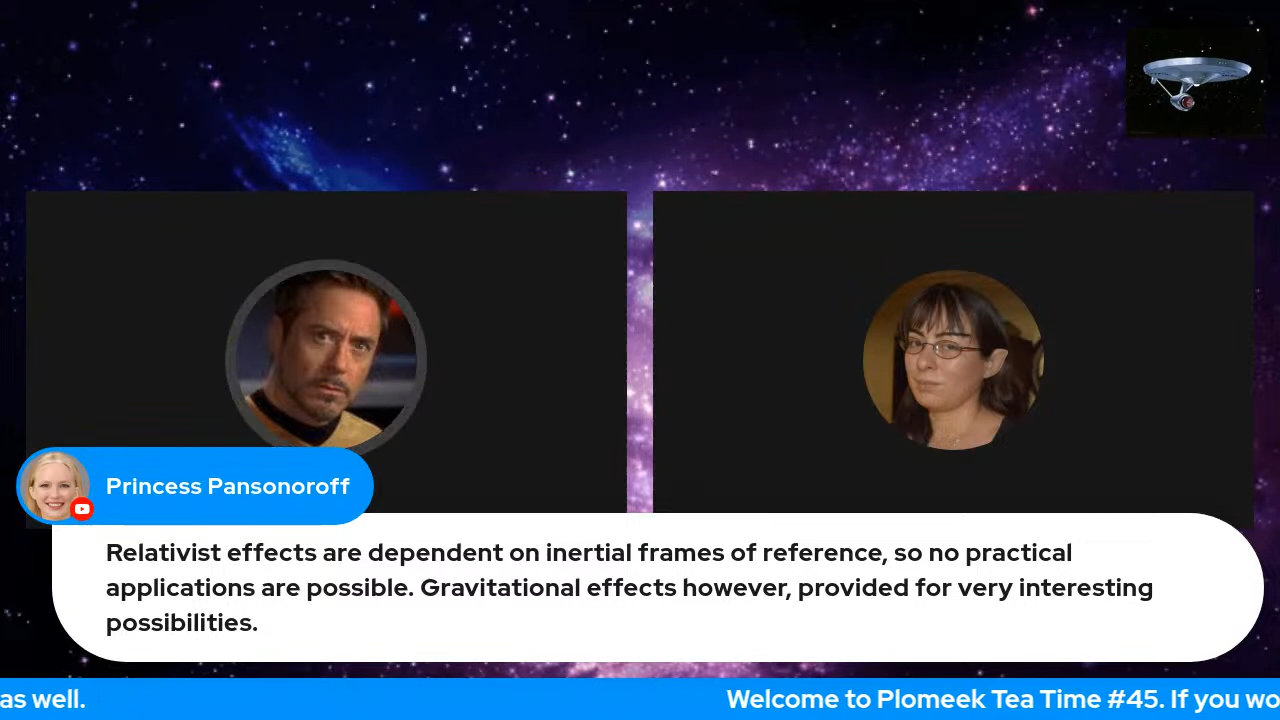 Princess Pansonoroff
Relativist effects are dependent on inertial frames of reference, so no practical
applications are possible. Gravitational effects however, provided for very interesting
possibilities.
as well. Welcome to Plomeek Tea Time #45. If you wo